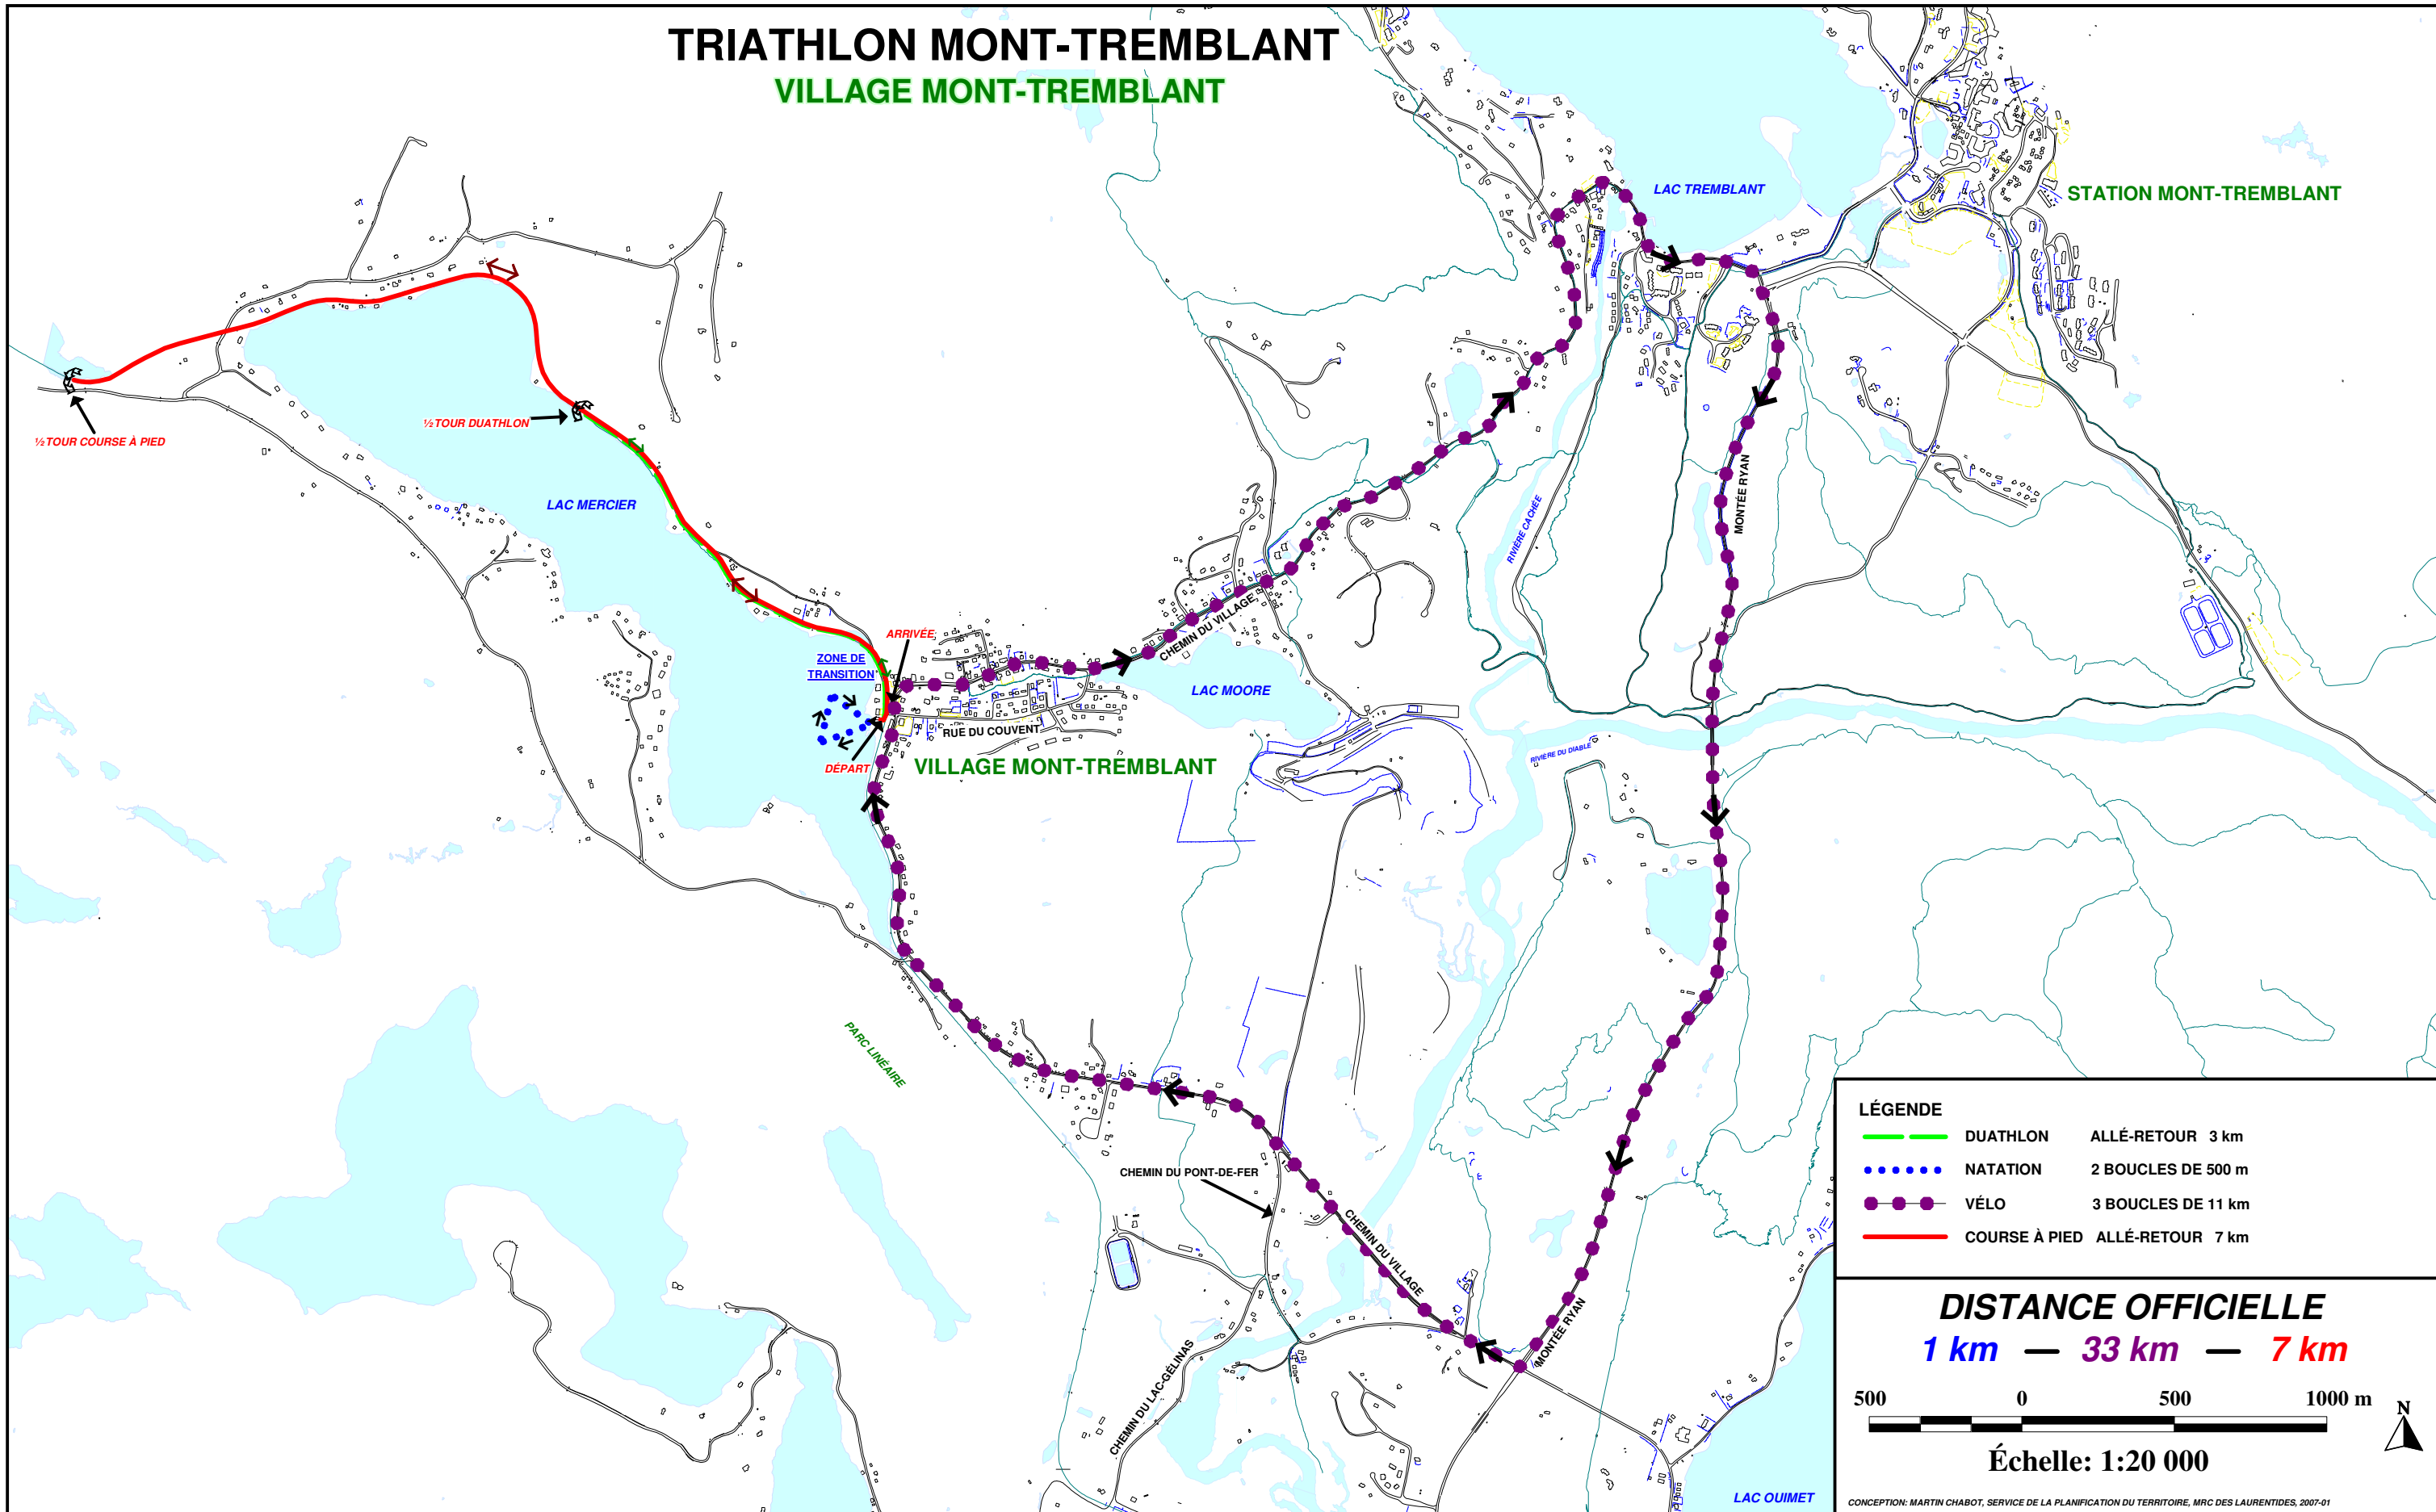 TRIATHLON MONT-TREMBLANT
VILLAGE MONT-TREMBLANT
LAC TREMBLANT
STATION MONT-TREMBLANT
½ TOUR COURSE À PIED
½ TOUR DUATHLON
LAC MERCIER
RIVIÈRE CACHÉE
MONTÉE RYAN
ARRIVÉE
CHEMIN DU VILLAGE
ZONE DE
TRANSITION
LAC MOORE
RUE DU COUVENT
DÉPART
VILLAGE MONT-TREMBLANT
RIVIÈRE DU DIABLE
PARC LINÉAIRE
CHEMIN DU PONT-DE-FER
CHEMIN DU VILLAGE
MONTÉE RYAN
CHEMIN DU LAC-GÉLINAS
LAC OUIMET
LÉGENDE
DUATHLON ALLÉ-RETOUR 3 km
NATATION 2 BOUCLES DE 500 m
VÉLO 3 BOUCLES DE 11 km
COURSE À PIED ALLÉ-RETOUR 7 km
DISTANCE OFFICIELLE
1 km — 33 km — 7 km
500 0 500 1000 m
N
Échelle: 1:20 000
CONCEPTION: MARTIN CHABOT, SERVICE DE LA PLANIFICATION DU TERRITOIRE, MRC DES LAURENTIDES, 2007-01